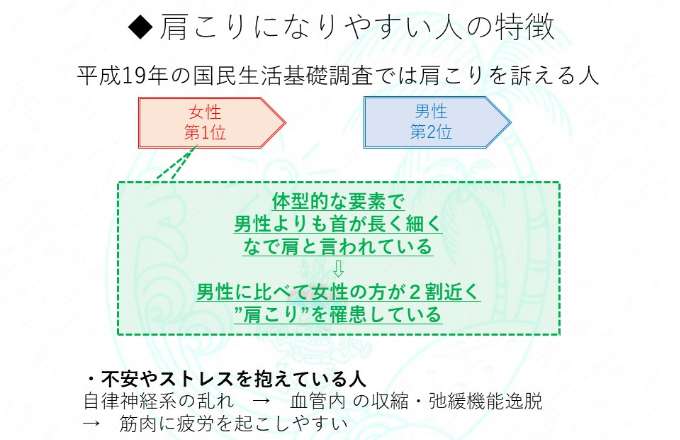 ◆肩こりになりやすい人の特徴
平成19年の国民生活基礎調査では肩こりを訴える人
女性
第1位
男性
第2位
体型的な要素で
男性よりも首が長く細く
なで肩と言われている
⇩
男性に比べて女性の方が２割近く
”肩こり”を罹患している
・不安やストレスを抱えている人
自律神経系の乱れ　→　血管内 の収縮・弛緩機能逸脱
→　筋肉に疲労を起こしやすい